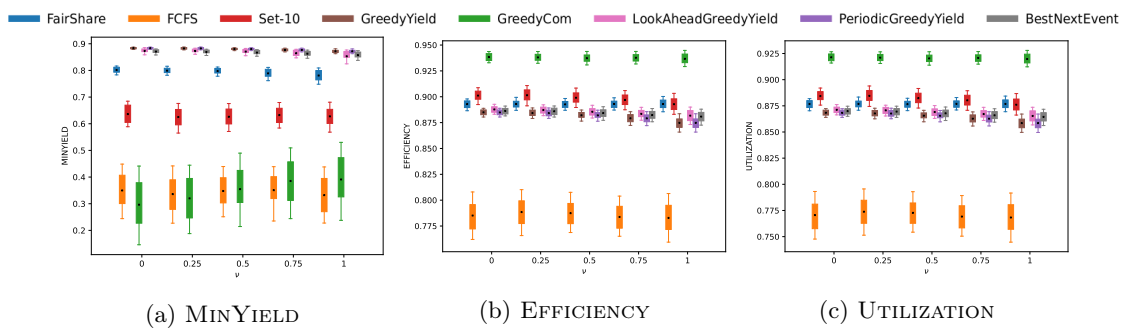 FairShare FCFS Set-10 GreedyYield GreedyCom LookAheadGreedyYield PeriodicGreedyYield BestNextEvent
MINYIELD
0.9
0.8
0.7
0.6
0.5
0.4
0.3
0.2
0 0.25 0.5 0.75 1
ν
(a) MINYIELD
EFFICIENCY
0.950
0.925
0.900
0.875
0.850
0.825
0.800
0.775
0 0.25 0.5 0.75 1
ν
(b) EFFICIENCY
UTILIZATION
0.925
0.900
0.875
0.850
0.825
0.800
0.775
0.750
0 0.25 0.5 0.75 1
ν
(c) UTILIZATION